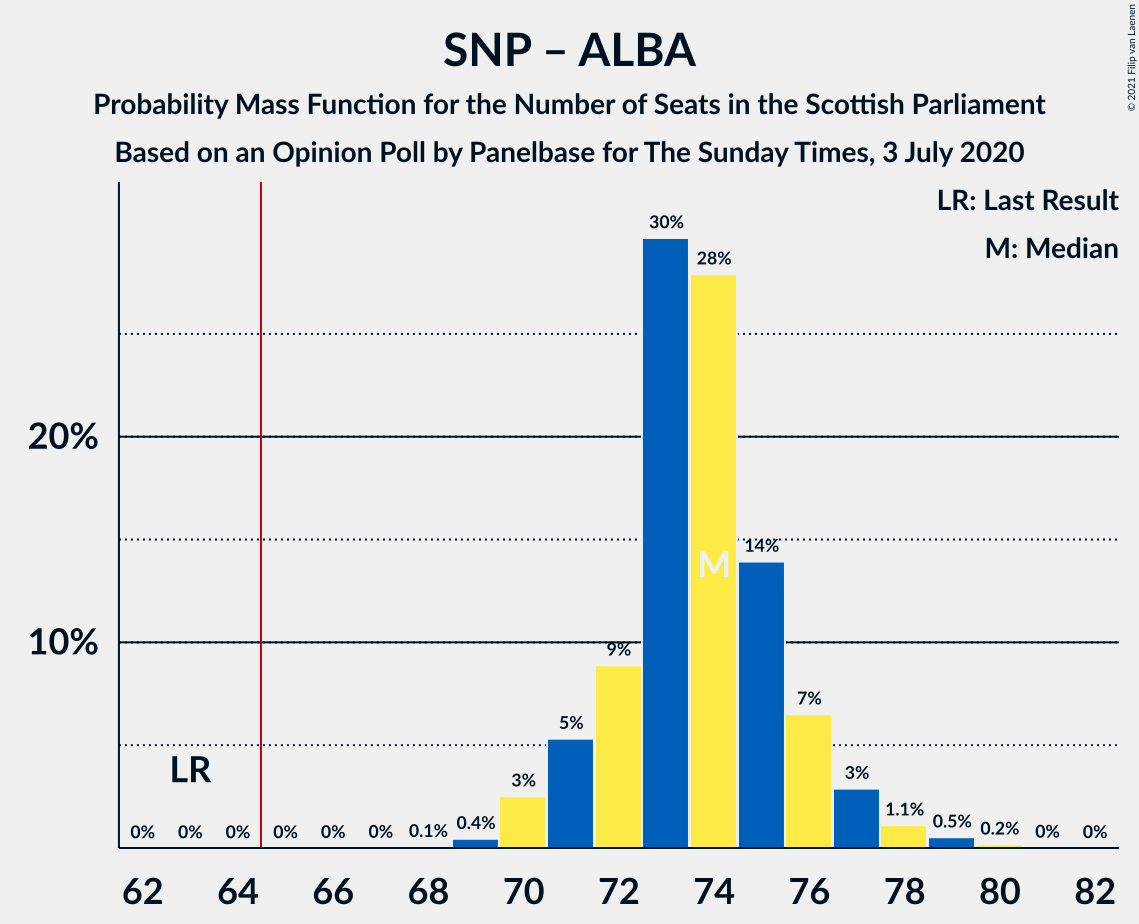 SNP – ALBA
Probability Mass Function for the Number of Seats in the Scottish Parliament
Based on an Opinion Poll by Panelbase for The Sunday Times, 3 July 2020
© 2021 Filip van Laenen
LR: Last Result
M: Median
20%
10%
LR
M
0% 0% 0% 0% 0% 0% 0.1% 0.4% 3% 5% 9% 30% 28% 14% 7% 3% 1.1% 0.5% 0.2% 0% 0%
62 64 66 68 70 72 74 76 78 80 82